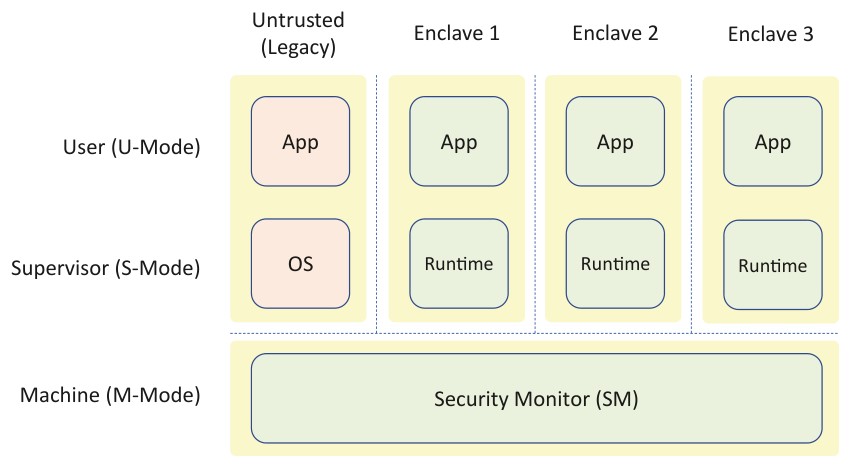 Untrusted
(Legacy)
Enclave 1
Enclave 2
Enclave 3
User (U-Mode)
App
App
App
App
Supervisor (S-Mode)
OS
Runtime
Runtime
Runtime
Machine (M-Mode)
Security Monitor (SM)